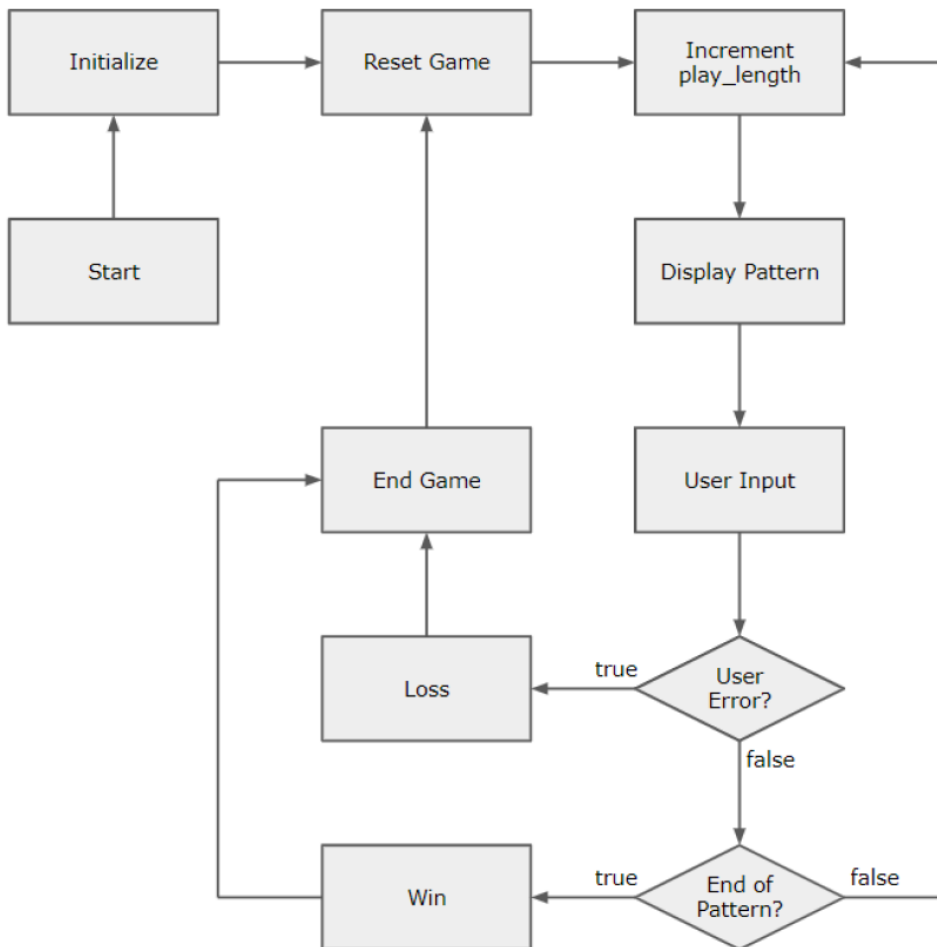 Initialize
Reset Game
Increment
play_length
Start
Display Pattern
End Game
User Input
Loss
true
User
Error?
false
Win
true
End of
Pattern?
false